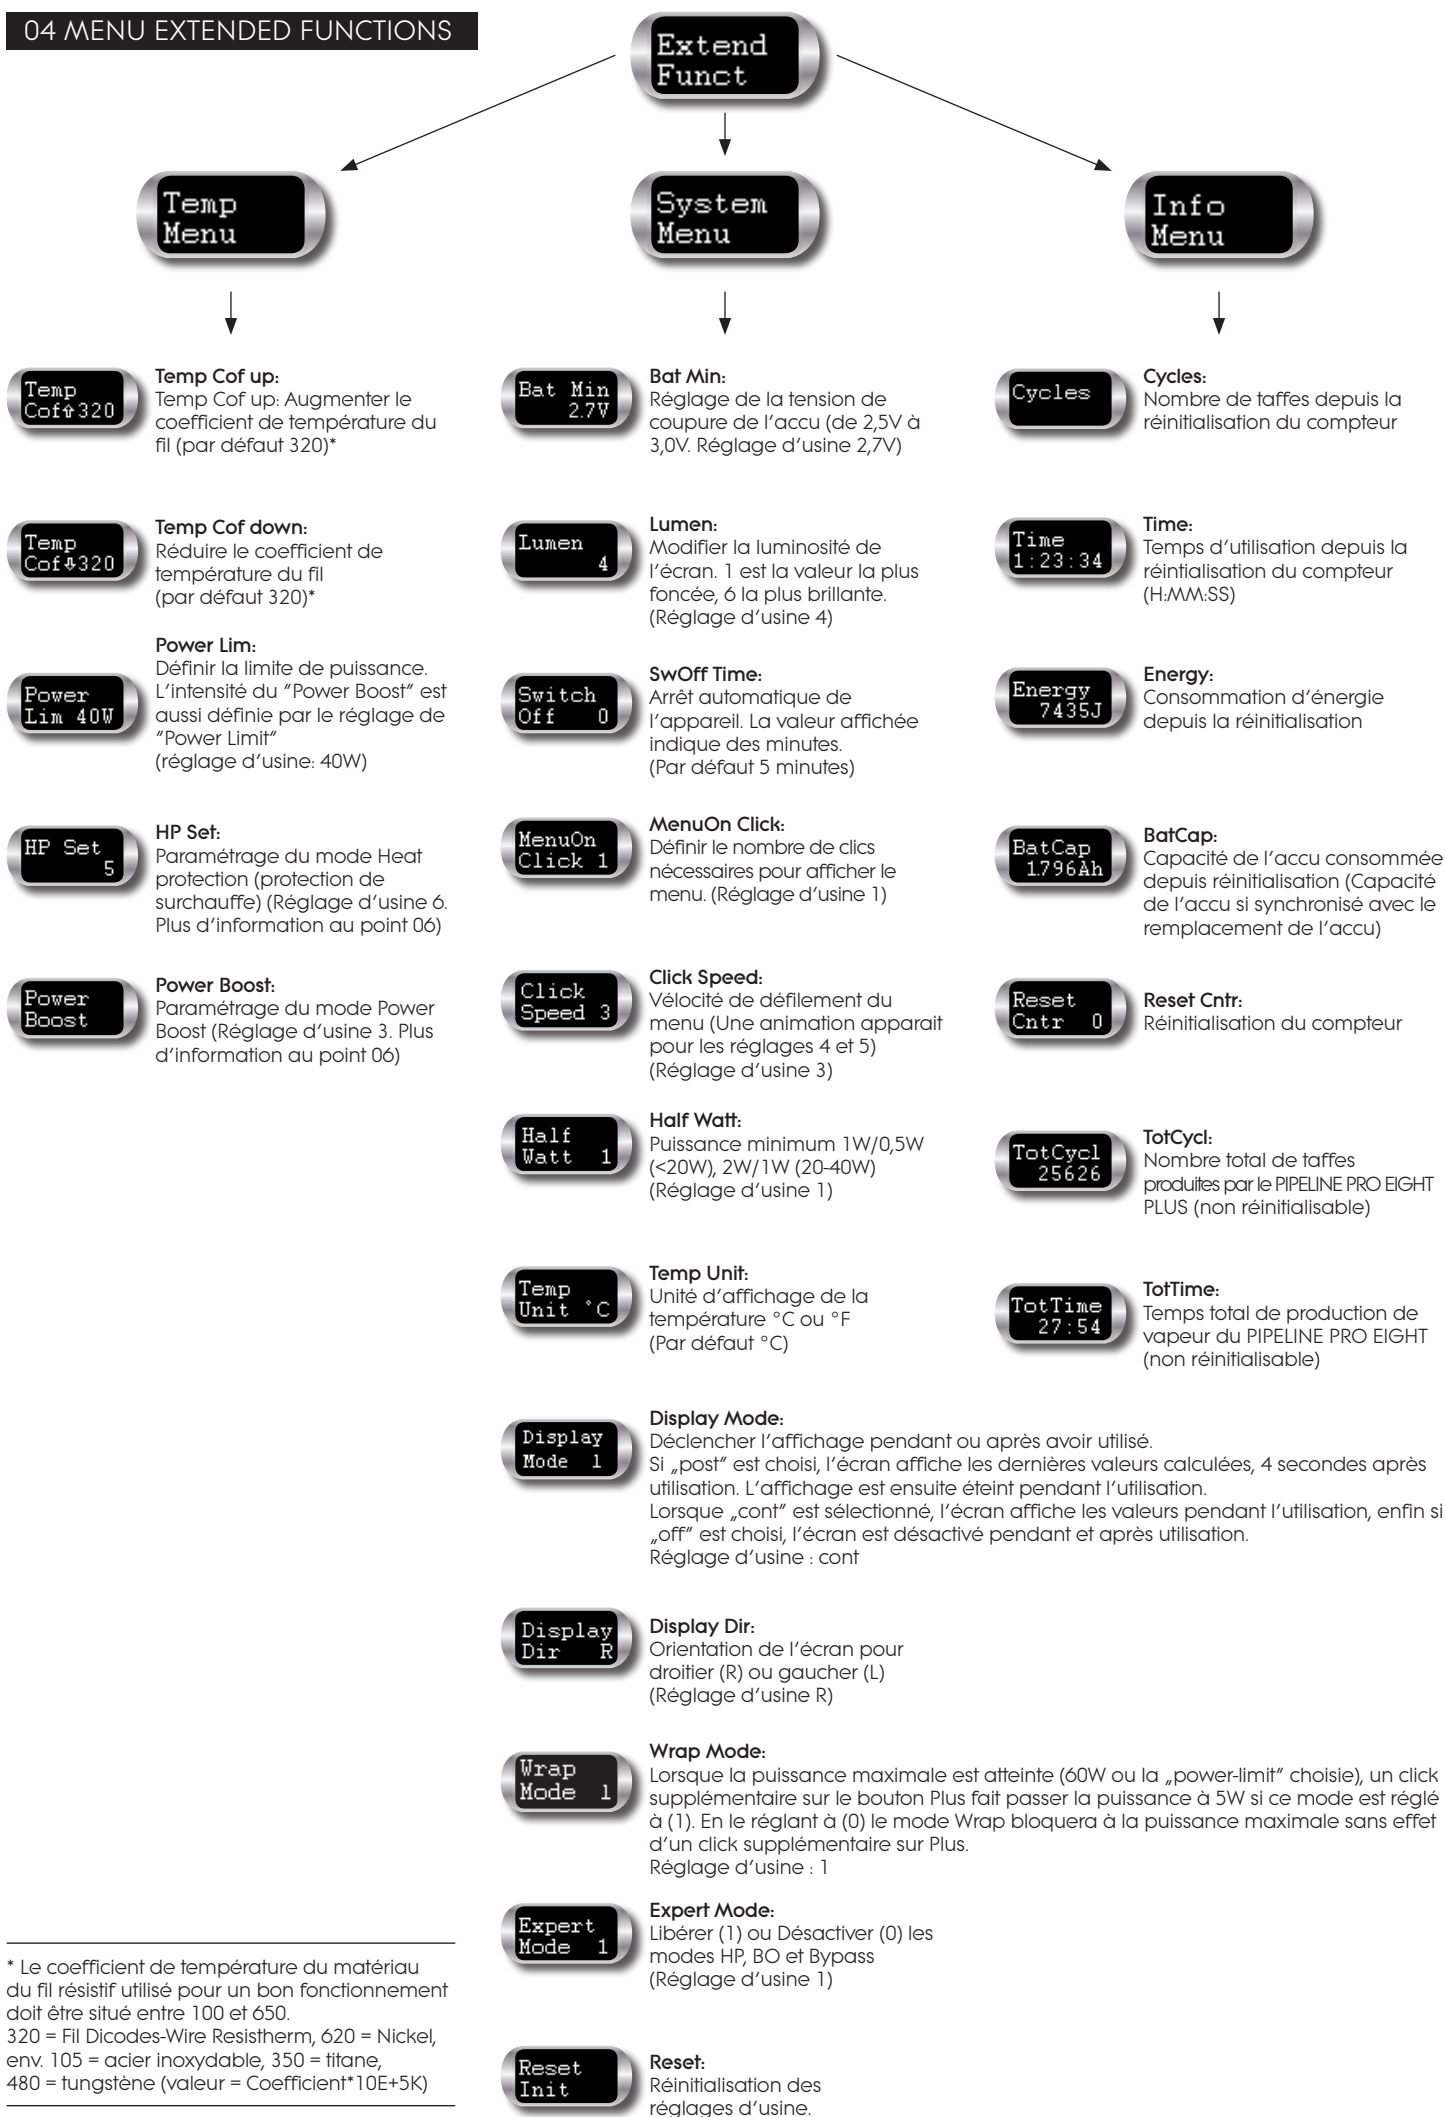 04 MENU EXTENDED FUNCTIONS
Extend
Funct
Temp
Menu
System
Menu
Info
Menu
Temp
Cof⇧320
Temp Cof up:
Temp Cof up: Augmenter le
coefficient de température du
fil (par défaut 320)*
Temp
Cof⇩320
Temp Cof down:
Réduire le coefficient de
température du fil
(par défaut 320)*
Power
Lim 40W
Power Lim:
Définir la limite de puissance.
L'intensité du "Power Boost" est
aussi définie par le réglage de
"Power Limit"
(réglage d'usine: 40W)
HP Set
5
HP Set:
Paramétrage du mode Heat
protection (protection de
surchauffe) (Réglage d'usine 6.
Plus d'information au point 06)
Power
Boost
Power Boost:
Paramétrage du mode Power
Boost (Réglage d'usine 3. Plus
d'information au point 06)
Bat Min
2.7V
Bat Min:
Réglage de la tension de
coupure de l'accu (de 2,5V à
3,0V. Réglage d'usine 2,7V)
Lumen
4
Lumen:
Modifier la luminosité de
l'écran. 1 est la valeur la plus
foncée, 6 la plus brillante.
(Réglage d'usine 4)
Switch
Off 0
SwOff Time:
Arrêt automatique de
l'appareil. La valeur affichée
indique des minutes.
(Par défaut 5 minutes)
MenuOn
Click 1
MenuOn Click:
Définir le nombre de clics
nécessaires pour afficher le
menu. (Réglage d'usine 1)
Click
Speed 3
Click Speed:
Vélocité de défilement du
menu (Une animation apparait
pour les réglages 4 et 5)
(Réglage d'usine 3)
Half
Watt 1
Half Watt:
Puissance minimum 1W/0,5W
(<20W), 2W/1W (20-40W)
(Réglage d'usine 1)
Temp
Unit °C
Temp Unit:
Unité d'affichage de la
température °C ou °F
(Par défaut °C)
Display
Mode 1
Display Mode:
Déclencher l'affichage pendant ou après avoir utilisé.
Si „post" est choisi, l'écran affiche les dernières valeurs calculées, 4 secondes après
utilisation. L'affichage est ensuite éteint pendant l'utilisation.
Lorsque „cont" est sélectionné, l'écran affiche les valeurs pendant l'utilisation, enfin si
„off" est choisi, l'écran est désactivé pendant et après utilisation.
Réglage d'usine : cont
Display
Dir R
Display Dir:
Orientation de l'écran pour
droitier (R) ou gaucher (L)
(Réglage d'usine R)
Wrap
Mode 1
Wrap Mode:
Lorsque la puissance maximale est atteinte (60W ou la „power-limit" choisie), un click
supplémentaire sur le bouton Plus fait passer la puissance à 5W si ce mode est réglé
à (1). En le réglant à (0) le mode Wrap bloquera à la puissance maximale sans effet
d'un click supplémentaire sur Plus.
Réglage d'usine : 1
Expert
Mode 1
Expert Mode:
Libérer (1) ou Désactiver (0) les
modes HP, BO et Bypass
(Réglage d'usine 1)
Reset
Init
Reset:
Réinitialisation des
réglages d'usine.
Cycles
Cycles:
Nombre de taffes depuis la
réinitialisation du compteur
Time
1:23:34
Time:
Temps d'utilisation depuis la
réintialisation du compteur
(H:MM:SS)
Energy
7435J
Energy:
Consommation d'énergie
depuis la réinitialisation
BatCap
1.796Ah
BatCap:
Capacité de l'accu consommée
depuis réinitialisation (Capacité
de l'accu si synchronisé avec le
remplacement de l'accu)
Reset
Cntr 0
Reset Cntr:
Réinitialisation du compteur
TotCycl
25626
TotCycl:
Nombre total de taffes
produites par le PIPELINE PRO EIGHT
PLUS (non réinitialisable)
TotTime
27:54
TotTime:
Temps total de production de
vapeur du PIPELINE PRO EIGHT
(non réinitialisable)
* Le coefficient de température du matériau
du fil résistif utilisé pour un bon fonctionnement
doit être situé entre 100 et 650.
320 = Fil Dicodes-Wire Resistherm, 620 = Nickel,
env. 105 = acier inoxydable, 350 = titane,
480 = tungstène (valeur = Coefficient*10E+5K)